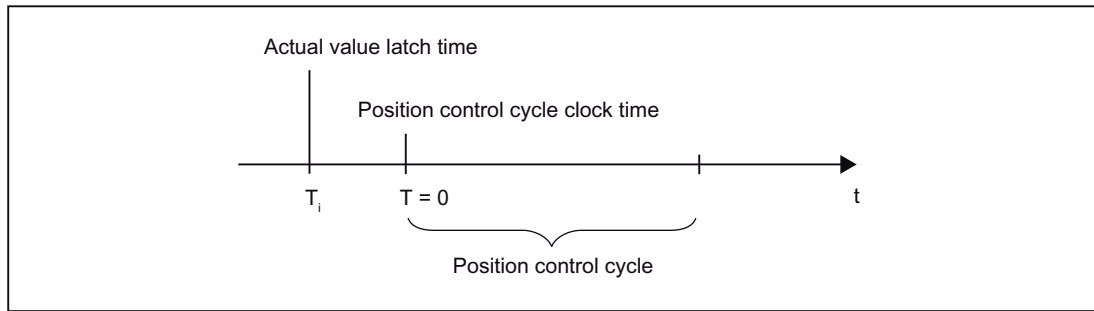 Actual value latch time
Position control cycle clock time
Ti
T = 0
t
Position control cycle